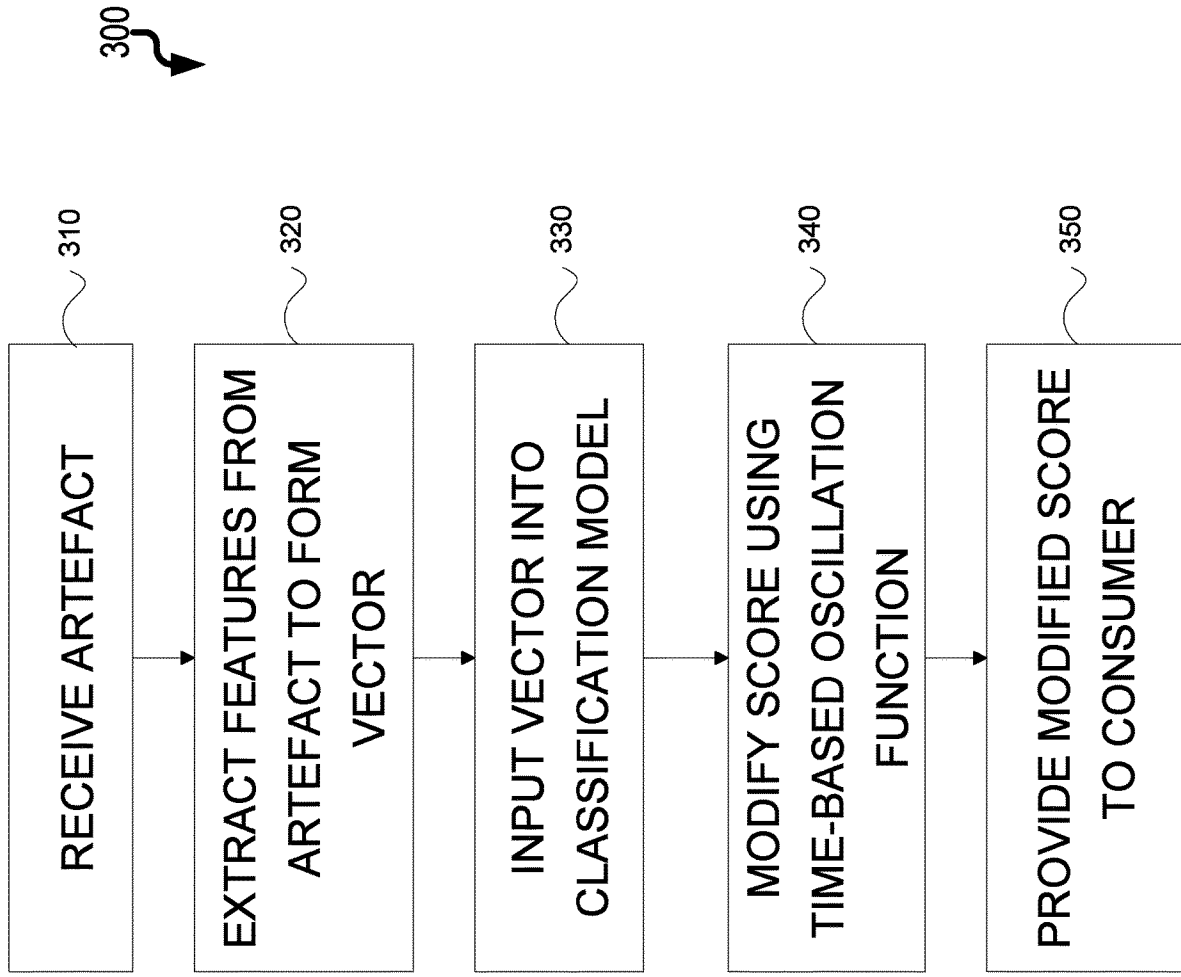 300
RECEIVE ARTEFACT
310
EXTRACT FEATURES FROM
ARTEFACT TO FORM
VECTOR
320
INPUT VECTOR INTO
CLASSIFICATION MODEL
330
MODIFY SCORE USING
TIME-BASED OSCILLATION
FUNCTION
340
PROVIDE MODIFIED SCORE
TO CONSUMER
350